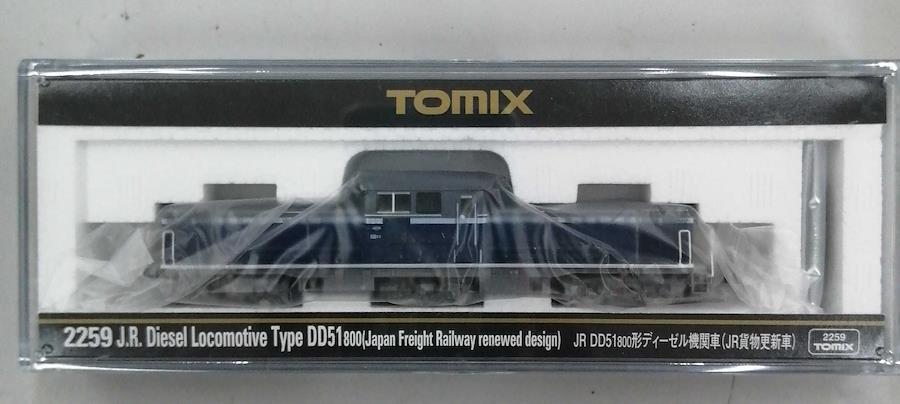 TOMIX
2259 J.R. Diesel Locomotive Type DD51800(Japan Freight Railway renewed design) JR DD51800形ディーゼル機関車(JR貨物更新車)
2259
TOMIX